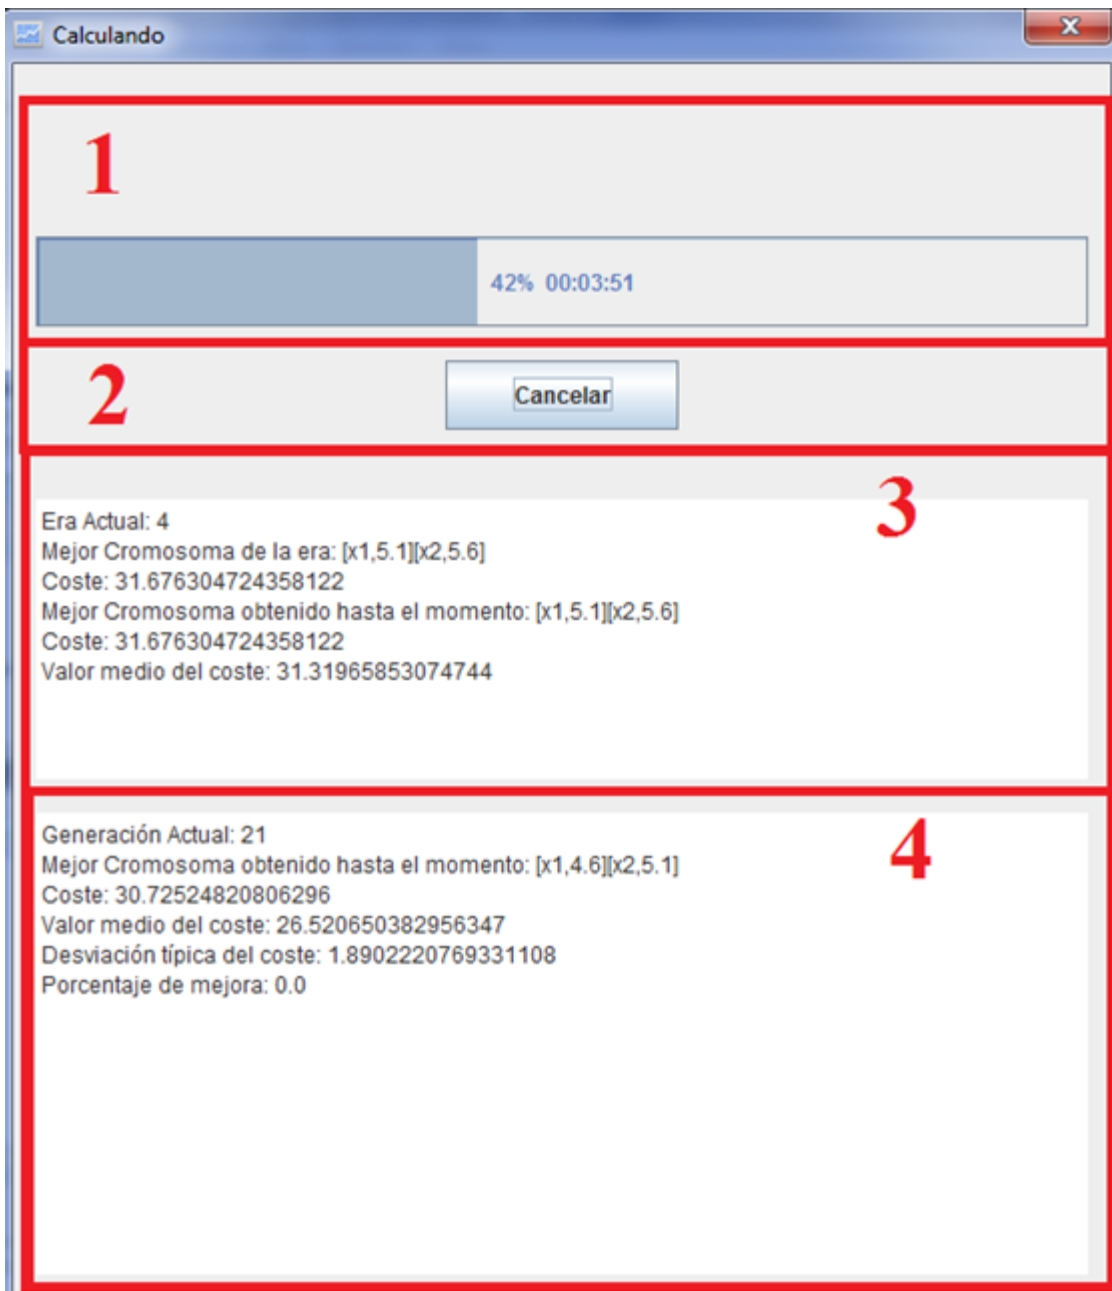 Calculando
1
42% 00:03:51
2
Cancelar
3
Era Actual: 4
Mejor Cromosoma de la era: [x1,5.1][x2,5.6]
Coste: 31.676304724358122
Mejor Cromosoma obtenido hasta el momento: [x1,5.1][x2,5.6]
Coste: 31.676304724358122
Valor medio del coste: 31.31965853074744
4
Generación Actual: 21
Mejor Cromosoma obtenido hasta el momento: [x1,4.6][x2,5.1]
Coste: 30.72524820806296
Valor medio del coste: 26.520650382956347
Desviación típica del coste: 1.8902220769331108
Porcentaje de mejora: 0.0